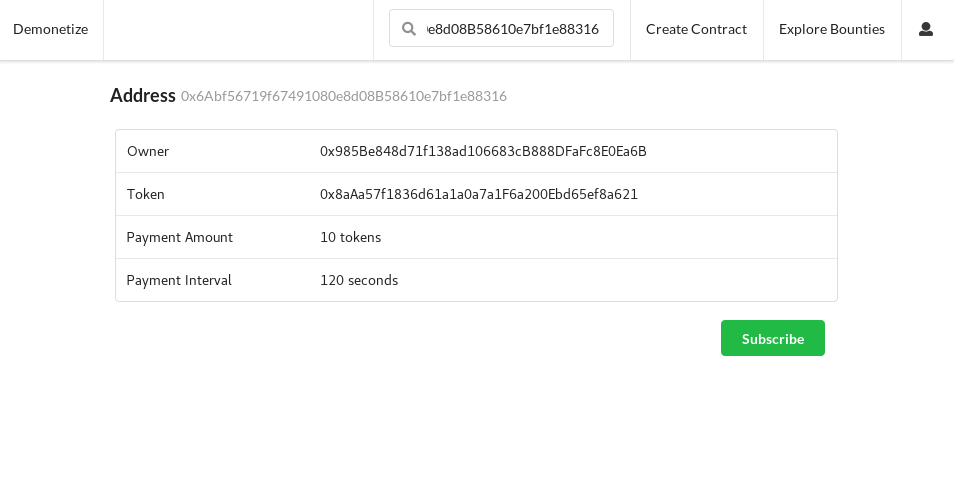 Demonetize
0e8d08B58610e7bf1e88316
Create Contract
Explore Bounties
Address 0x6Abf56719f67491080e8d08B58610e7bf1e88316
Owner 0x985Be848d71f138ad106683cB888DFaFc8E0Ea6B
Token 0x8aAa57f1836d61a1a0a7a1F6a200Ebd65ef8a621
Payment Amount 10 tokens
Payment Interval 120 seconds
Subscribe